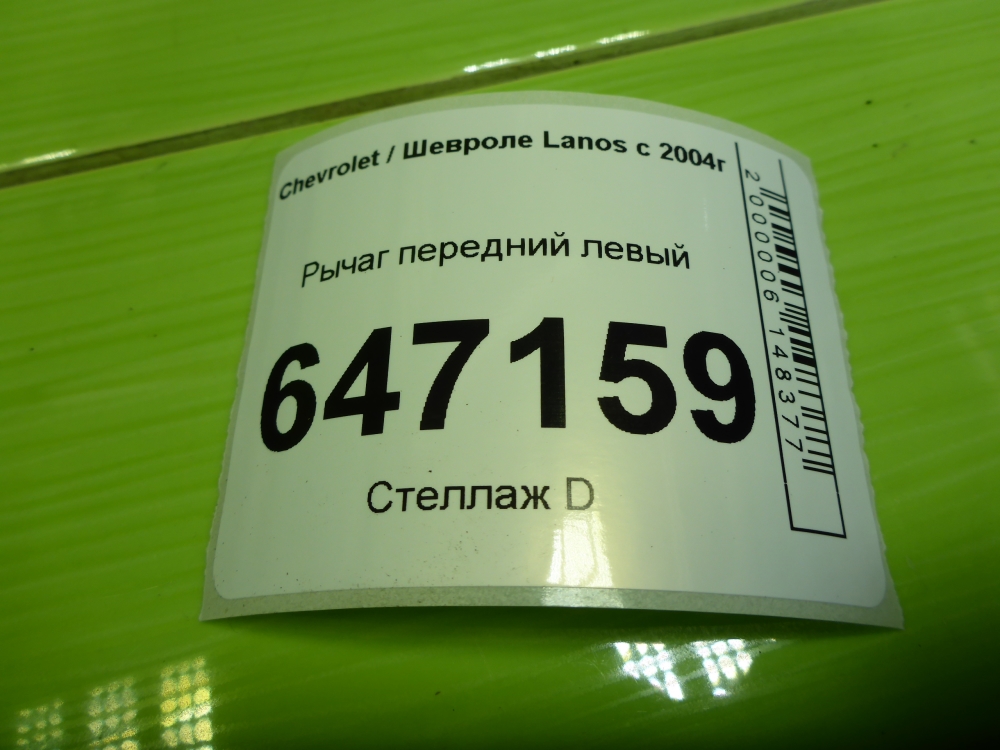 Chevrolet / Шевроле Lanos с 2004г
Рычаг передний левый
647159
Стеллаж D
2000006148377